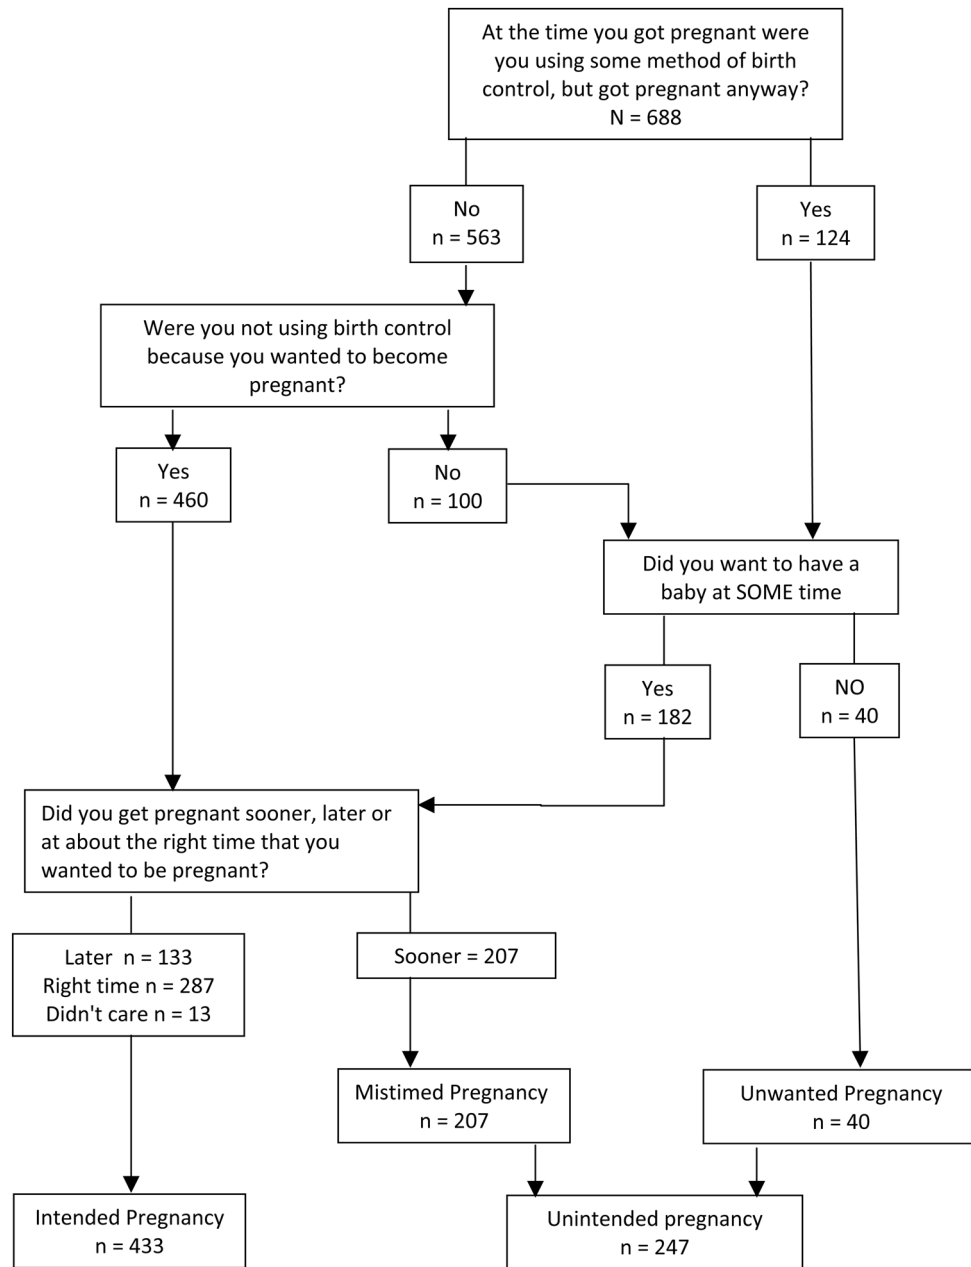 At the time you got pregnant were
you using some method of birth
control, but got pregnant anyway?
N = 688
No
n = 563
Yes
n = 124
Were you not using birth control
because you wanted to become
pregnant?
Yes
n = 460
No
n = 100
Did you want to have a
baby at SOME time
Yes
n = 182
NO
n = 40
Did you get pregnant sooner, later or
at about the right time that you
wanted to be pregnant?
Later n = 133
Right time n = 287
Didn't care n = 13
Sooner = 207
Mistimed Pregnancy
n = 207
Unwanted Pregnancy
n = 40
Intended Pregnancy
n = 433
Unintended pregnancy
n = 247